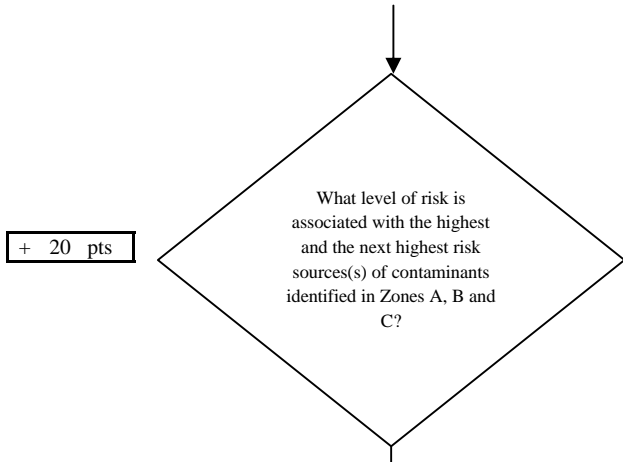 What level of risk is
associated with the highest
+ 20 pts
and the next highest risk
sources(s) of contaminants
identified in Zones A, B and
C?